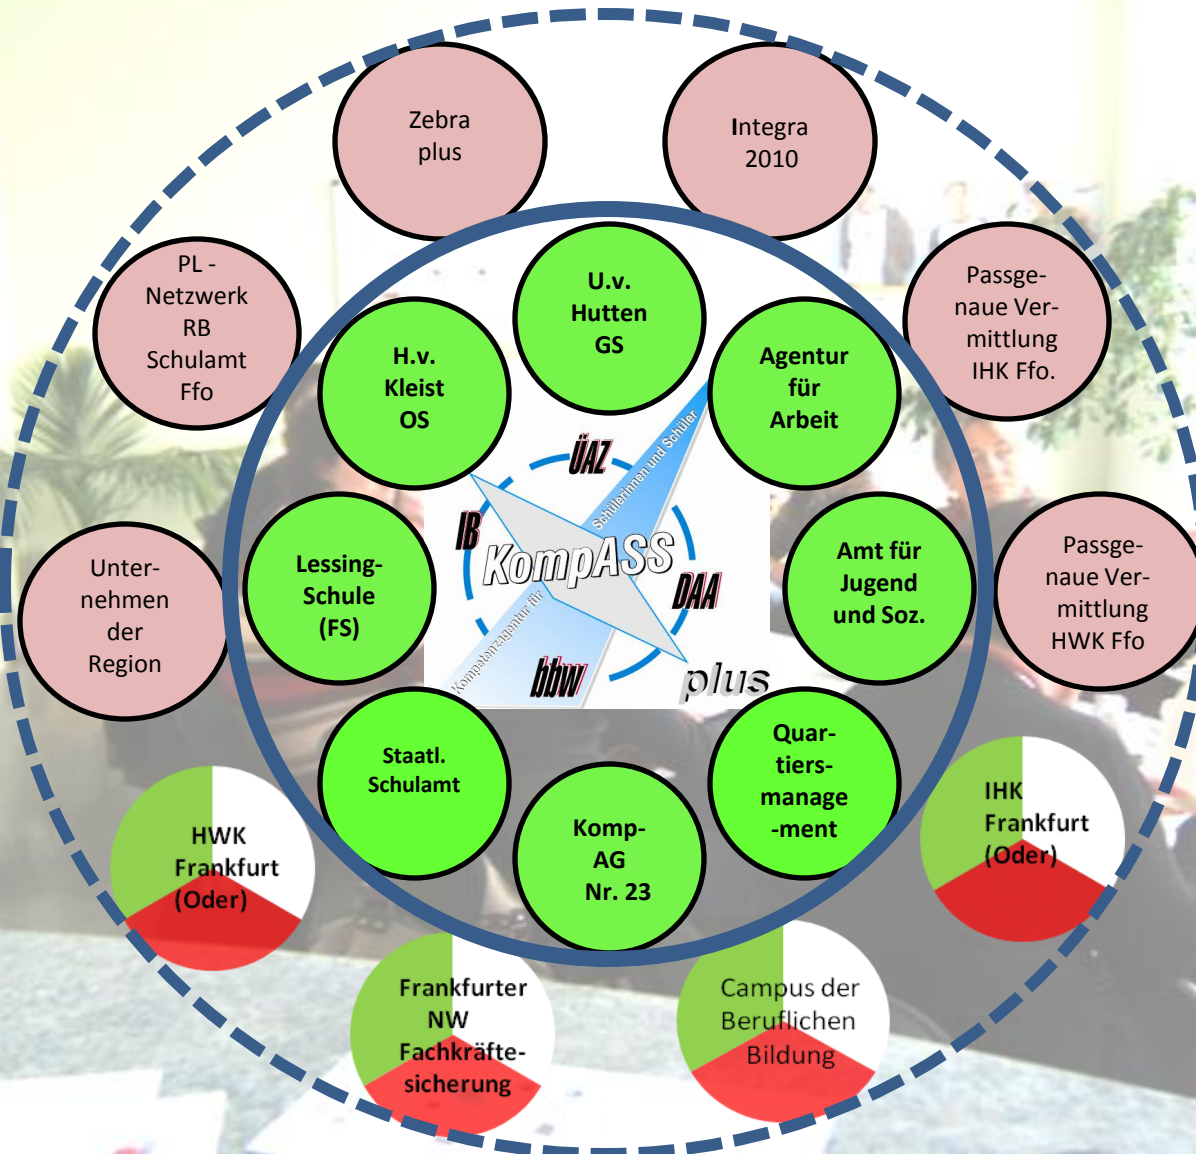 Zebra
plus
Integra
2010
PL -
Netzwerk
RB
Schulamt
Ffo
Passge-
naue Ver-
mittlung
IHK Ffo.
U.v.
Hutten
GS
H.v.
Kleist
OS
Agentur
für
Arbeit
Unter-
nehmen
der
Region
Lessing-
Schule
(FS)
ÜAZ
IB
KompASS
DAA
bbw
plus
Schülerinnen und Schüler
Kompetenzagentur für
Amt für
Jugend
und Soz.
Passge-
naue Ver-
mittlung
HWK Ffo
Staatl.
Schulamt
Komp-
AG
Nr. 23
Quar-
tiers-
manage
-ment
HWK
Frankfurt
(Oder)
IHK
Frankfurt
(Oder)
Frankfurter
NW
Fachkräfte-
sicherung
Campus der
Beruflichen
Bildung